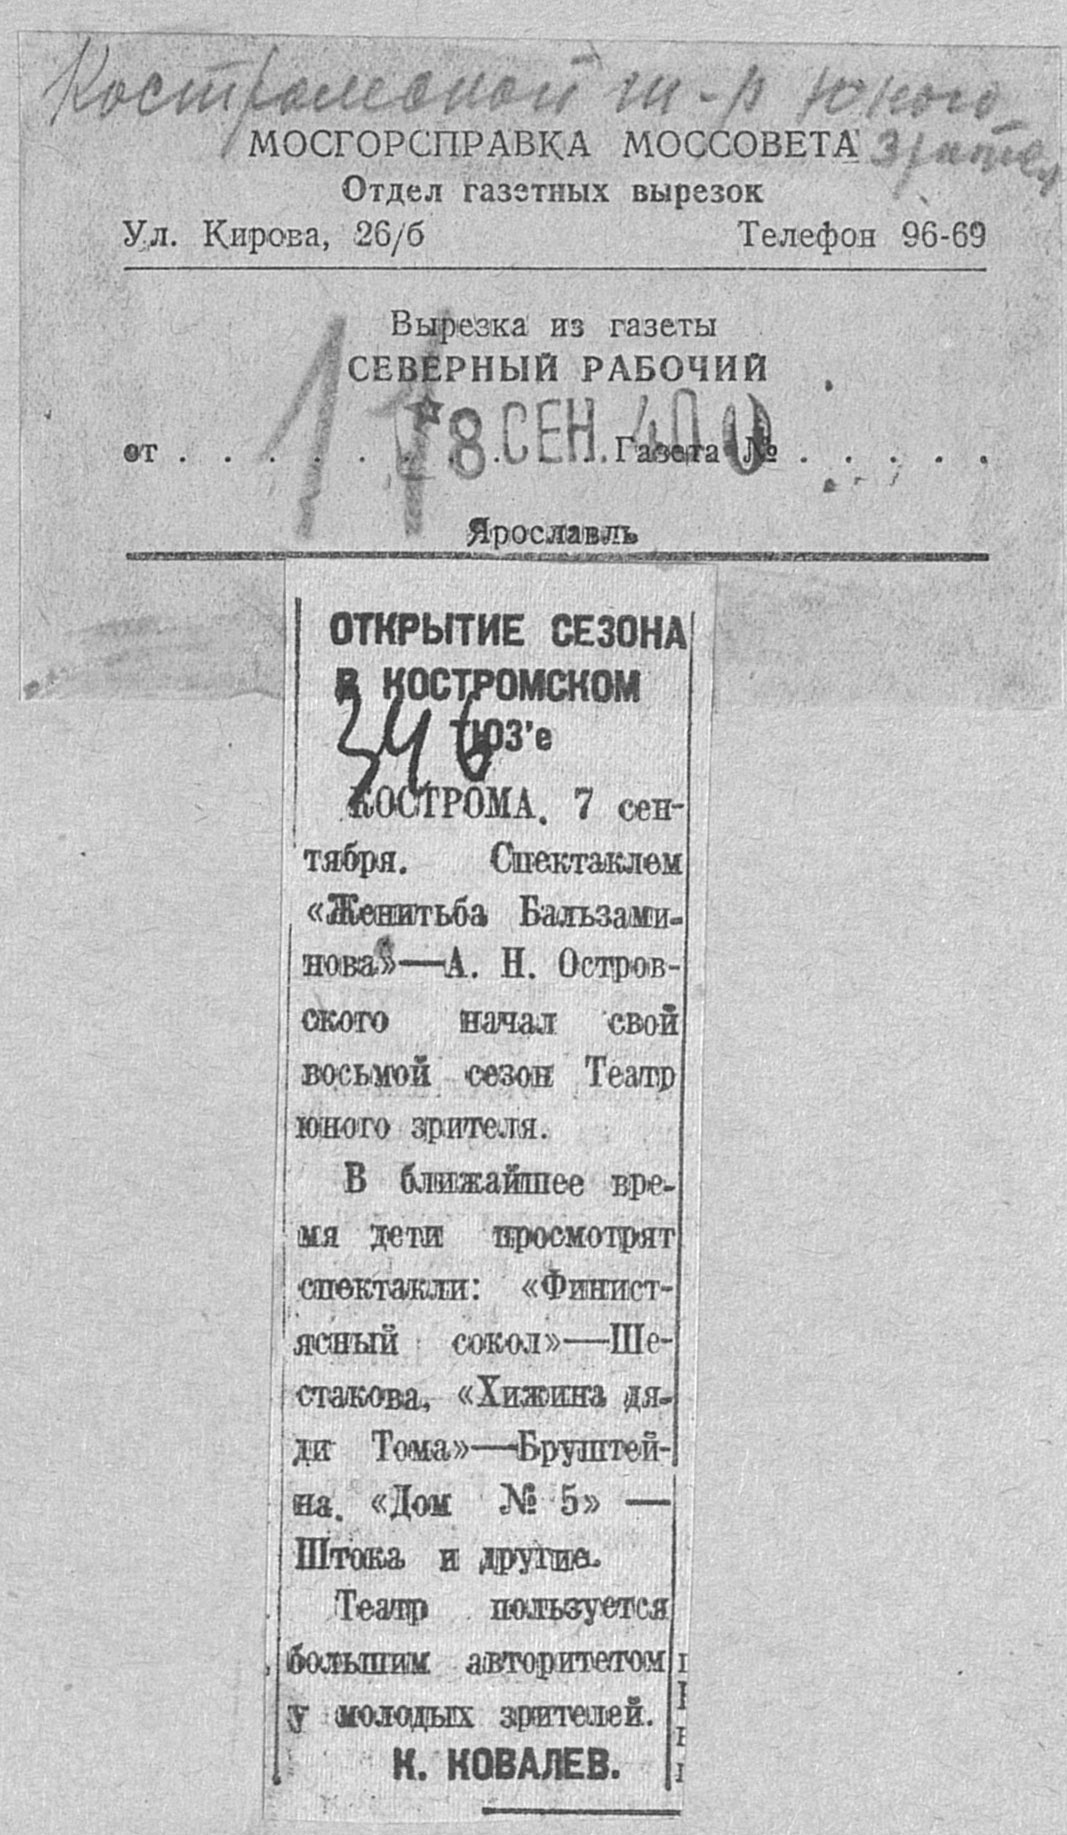 Костромской т-р Юного
МОСГОРСПРАВКА МОССОВЕТА
Зрителя
Отдел газетных вырезок
Ул. Кирова, 26/б Телефон 96-69
Вырезка из газеты
СЕВЕРНЫЙ РАБОЧИЙ
11
от . . . . . . 8 СЕН. 40 Газета № . . . . .
Ярославль
ОТКРЫТИЕ СЕЗОНА
В КОСТРОМСКОМ
ТЮЗ'е
346
КОСТРОМА. 7 сен-
тября. Спектаклем
«Женитьба Бальзами-
нова»—А. Н. Остров-
ского начал свой
восьмой сезон Театр
юного зрителя.
В ближайшее вре-
мя дети просмотрят
спектакли: «Финист-
ясный сокол»—Ше-
стакова, «Хижина дя-
ди Тома»—Бруштей-
на. «Дом № 5» —
Штока и другие.
Театр пользуется
большим авторитетом
у молодых зрителей.
К. КОВАЛЕВ.